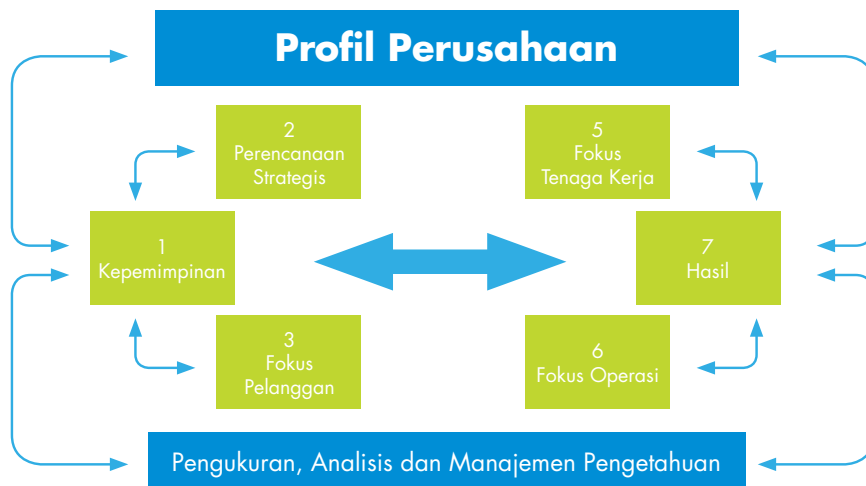 Profil Perusahaan
2
Perencanaan
Strategis
5
Fokus
Tenaga Kerja
1
Kepemimpinan
7
Hasil
3
Fokus
Pelanggan
6
Fokus Operasi
Pengukuran, Analisis dan Manajemen Pengetahuan